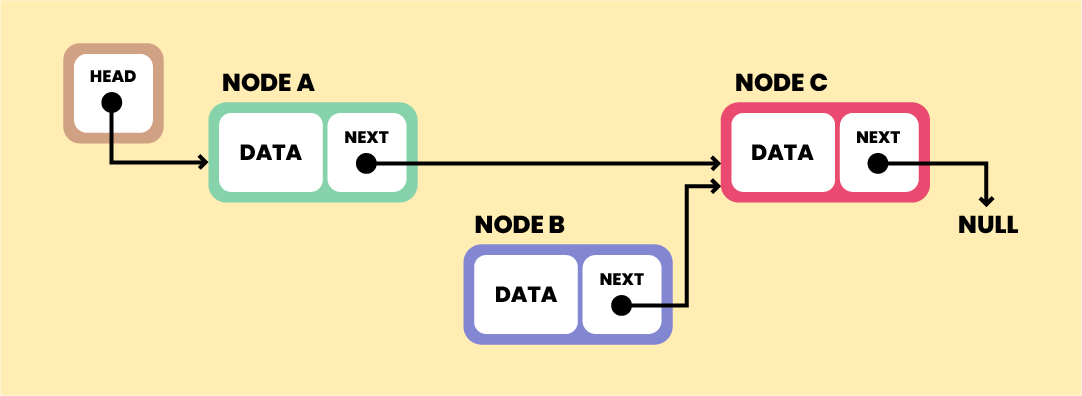 HEAD
NODE A
DATA
NEXT
NODE C
DATA
NEXT
NULL
NODE B
DATA
NEXT